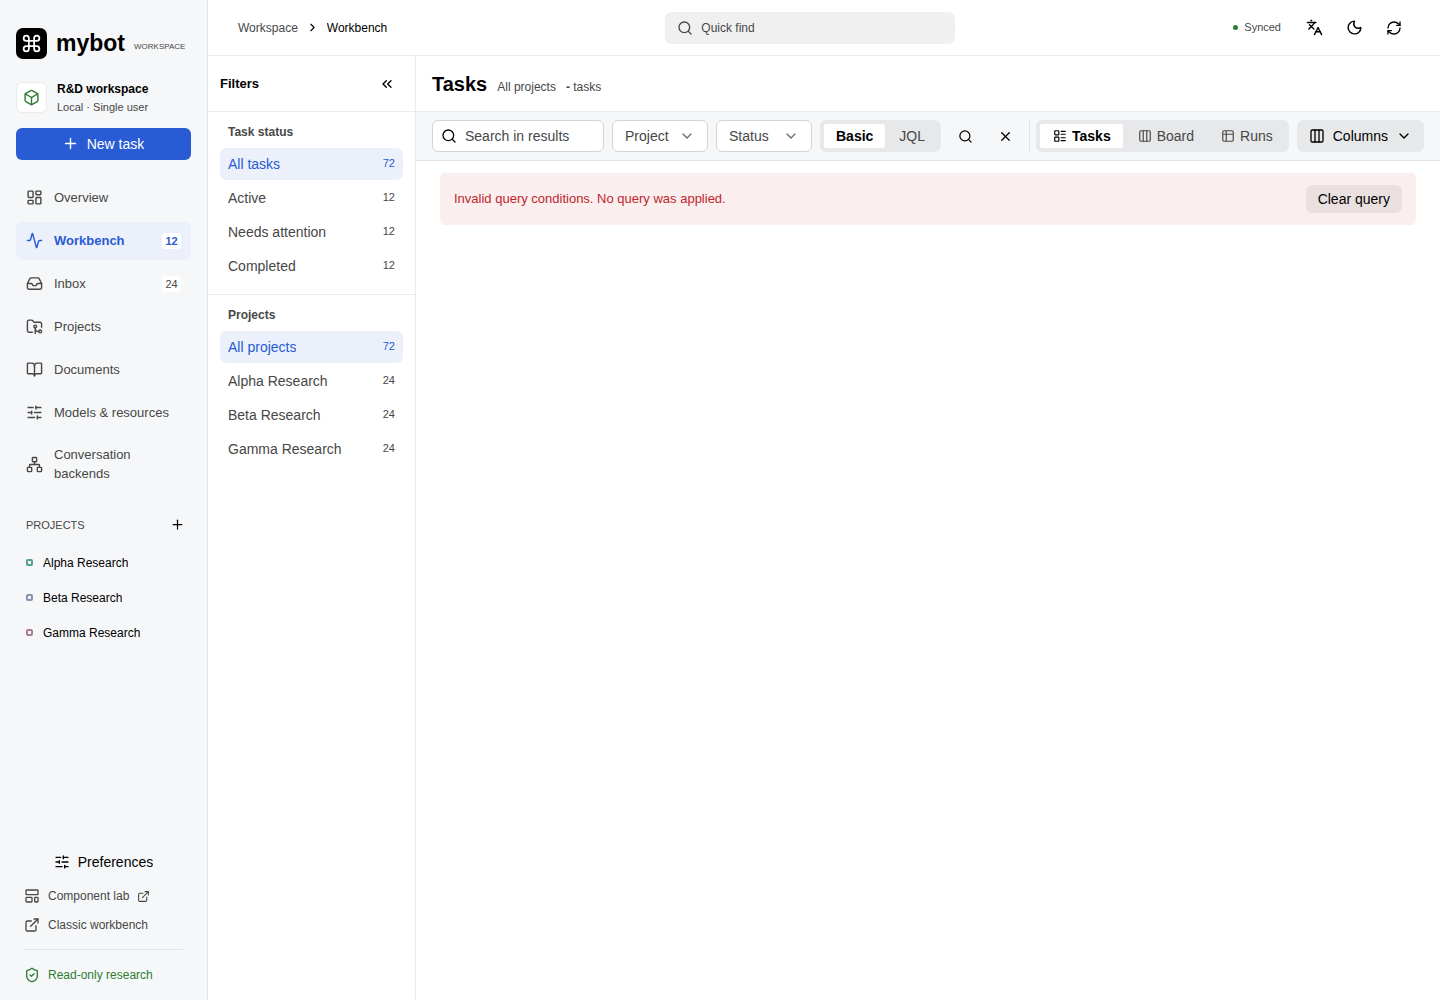 mybot WORKSPACE
R&D workspace
Local · Single user
New task
Overview
Workbench 12
Inbox 24
Projects
Documents
Models & resources
Conversation
backends
PROJECTS
Alpha Research
Beta Research
Gamma Research
Preferences
Component lab
Classic workbench
Read-only research
Workspace Workbench
Quick find
Synced
Filters
Task status
All tasks 72
Active 12
Needs attention 12
Completed 12
Projects
All projects 72
Alpha Research 24
Beta Research 24
Gamma Research 24
Tasks All projects - tasks
Search in results Project Status Basic JQL Tasks Board Runs Columns
Invalid query conditions. No query was applied. Clear query